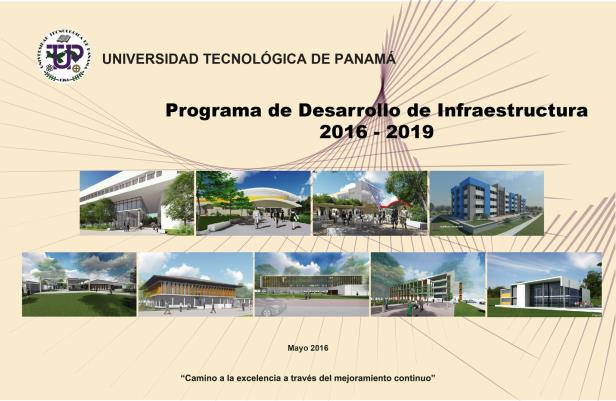 UNIVERSIDAD TECNOLÓGICA DE PANAMÁ
Programa de Desarrollo de Infraestructura
2016 - 2019
Mayo 2016
“Camino a la excelencia a través del mejoramiento continuo”